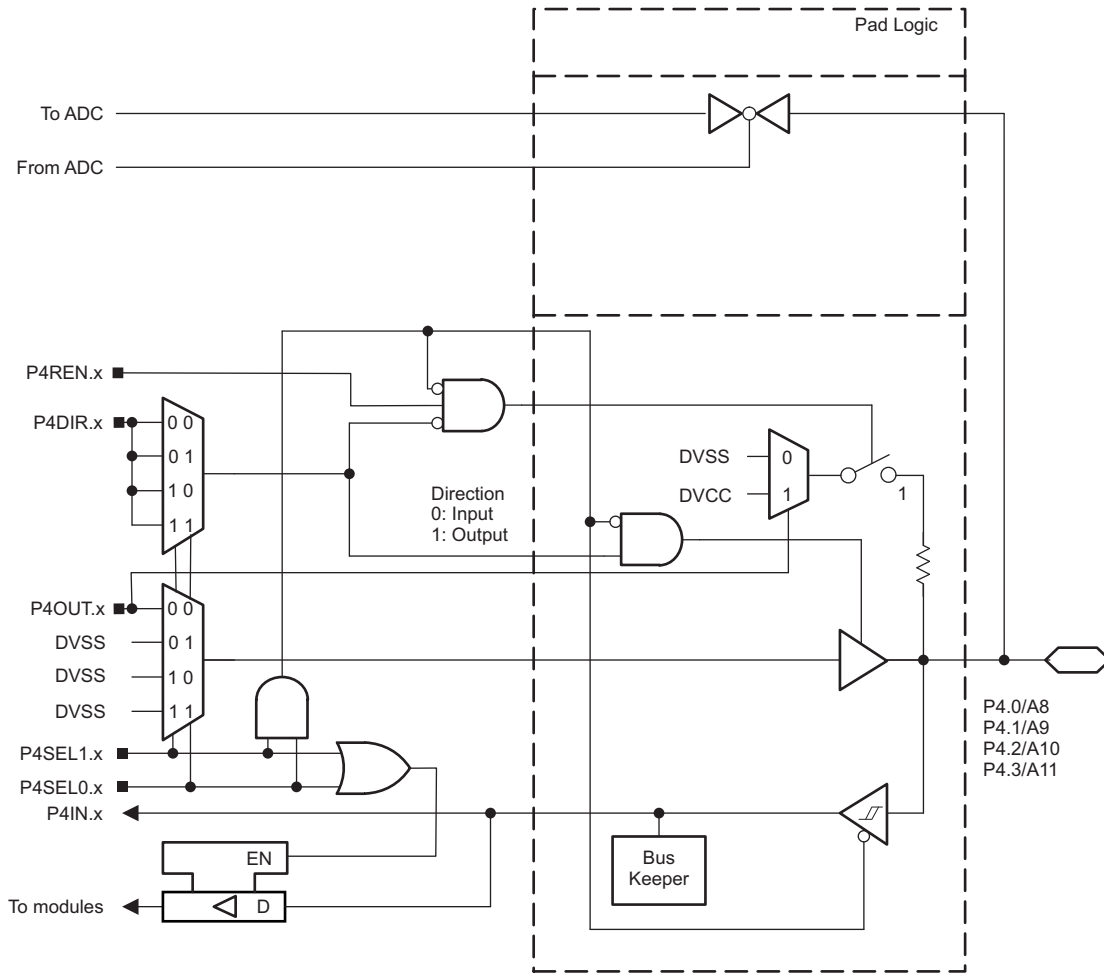 Pad Logic
To ADC
From ADC
P4REN.x
P4DIR.x
0 0
0 1
1 0
1 1
Direction
0: Input
1: Output
DVSS
0
DVCC
1
1
P4OUT.x
0 0
DVSS
0 1
DVSS
1 0
DVSS
1 1
P4.0/A8
P4.1/A9
P4.2/A10
P4.3/A11
P4SEL1.x
P4SEL0.x
P4IN.x
Bus
Keeper
EN
To modules
D